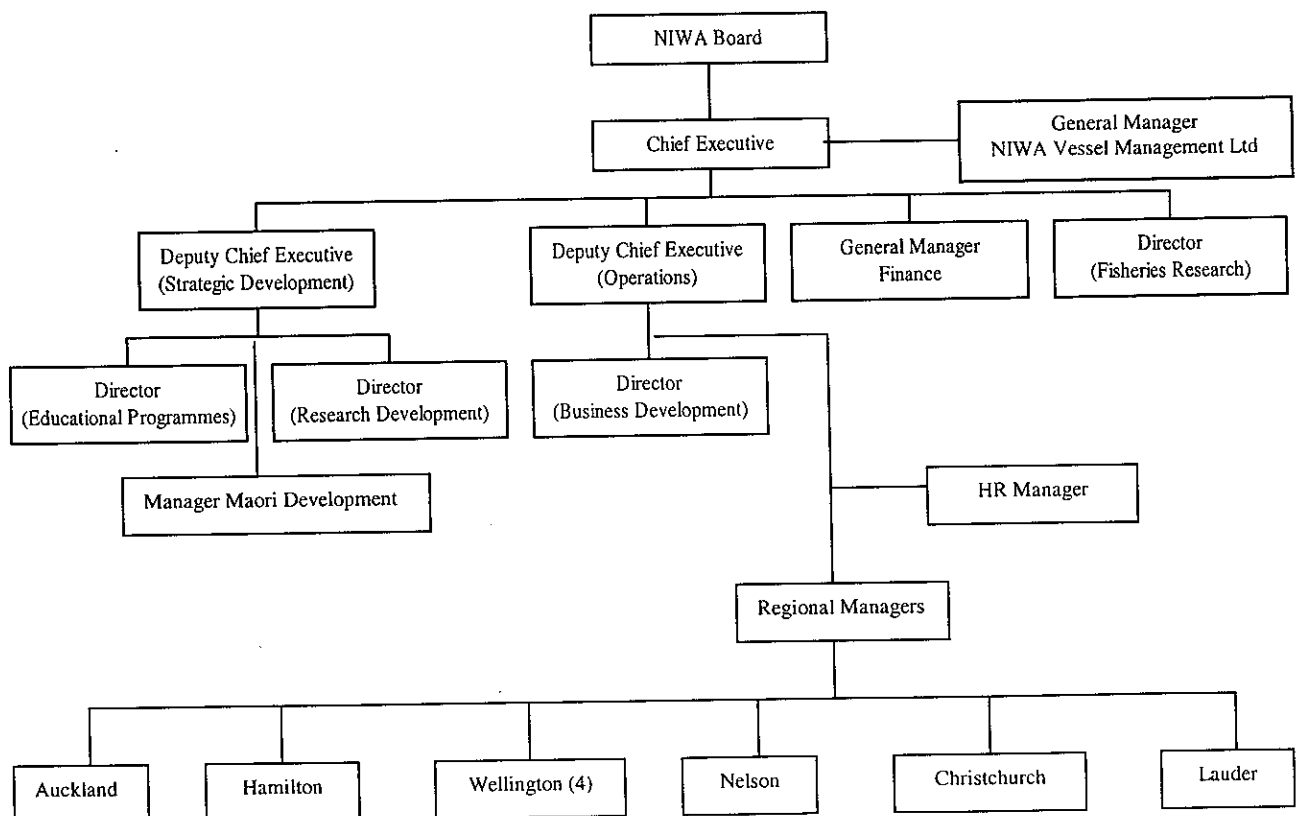 NIWA Board
Chief Executive
General Manager
NIWA Vessel Management Ltd
Deputy Chief Executive
(Strategic Development)
Deputy Chief Executive
(Operations)
General Manager
Finance
Director
(Fisheries Research)
Director
(Educational Programmes)
Director
(Research Development)
Director
(Business Development)
Manager Maori Development
HR Manager
Regional Managers
Auckland
Hamilton
Wellington (4)
Nelson
Christchurch
Lauder